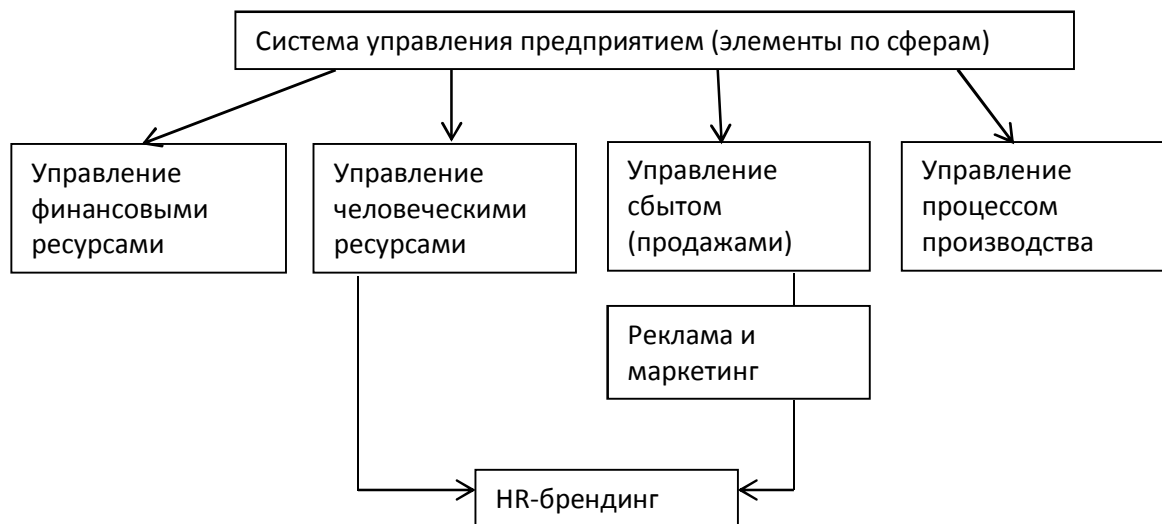 Система управления предприятием (элементы по сферам)
Управление
финансовыми
ресурсами
Управление
человеческими
ресурсами
Управление
сбытом
(продажами)
Управление
процессом
производства
Реклама и
маркетинг
HR-брендинг